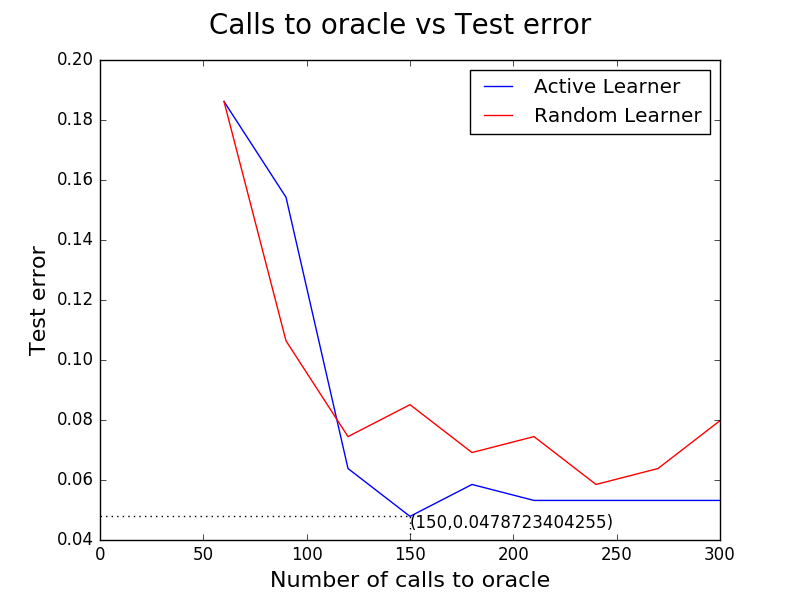 Calls to oracle vs Test error
Active Learner
Random Learner
0.20
0.18
0.16
0.14
0.12
0.10
0.08
0.06
0.04
Test error
(150,0.0478723404255)
0 50 100 150 200 250 300
Number of calls to oracle